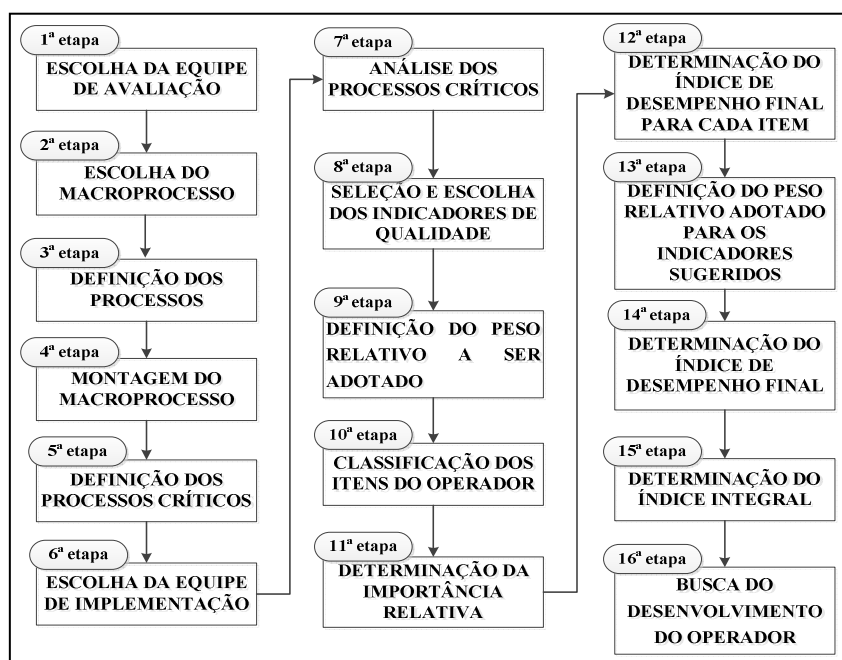 1ª etapa
ESCOLHA DA EQUIPE
DE AVALIAÇÃO
2ª etapa
ESCOLHA DO
MACROPROCESSO
3ª etapa
DEFINIÇÃO DOS
PROCESSOS
4ª etapa
MONTAGEM DO
MACROPROCESSO
5ª etapa
DEFINIÇÃO DOS
PROCESSOS CRÍTICOS
6ª etapa
ESCOLHA DA EQUIPE
DE IMPLEMENTAÇÃO
7ª etapa
ANÁLISE DOS
PROCESSOS CRÍTICOS
8ª etapa
SELEÇÃO E ESCOLHA
DOS INDICADORES DE
QUALIDADE
9ª etapa
DEFINIÇÃO DO PESO
RELATIVO A SER
ADOTADO
10ª etapa
CLASSIFICAÇÃO DOS
ITENS DO OPERADOR
11ª etapa
DETERMINAÇÃO DA
IMPORTÂNCIA
RELATIVA
12ª etapa
DETERMINAÇÃO DO
ÍNDICE DE
DESEMPENHO FINAL
PARA CADA ITEM
13ª etapa
DEFINIÇÃO DO PESO
RELATIVO ADOTADO
PARA OS
INDICADORES
SUGERIDOS
14ª etapa
DETERMINAÇÃO DO
ÍNDICE DE
DESEMPENHO FINAL
15ª etapa
DETERMINAÇÃO DO
ÍNDICE INTEGRAL
16ª etapa
BUSCA DO
DESENVOLVIMENTO
DO OPERADOR